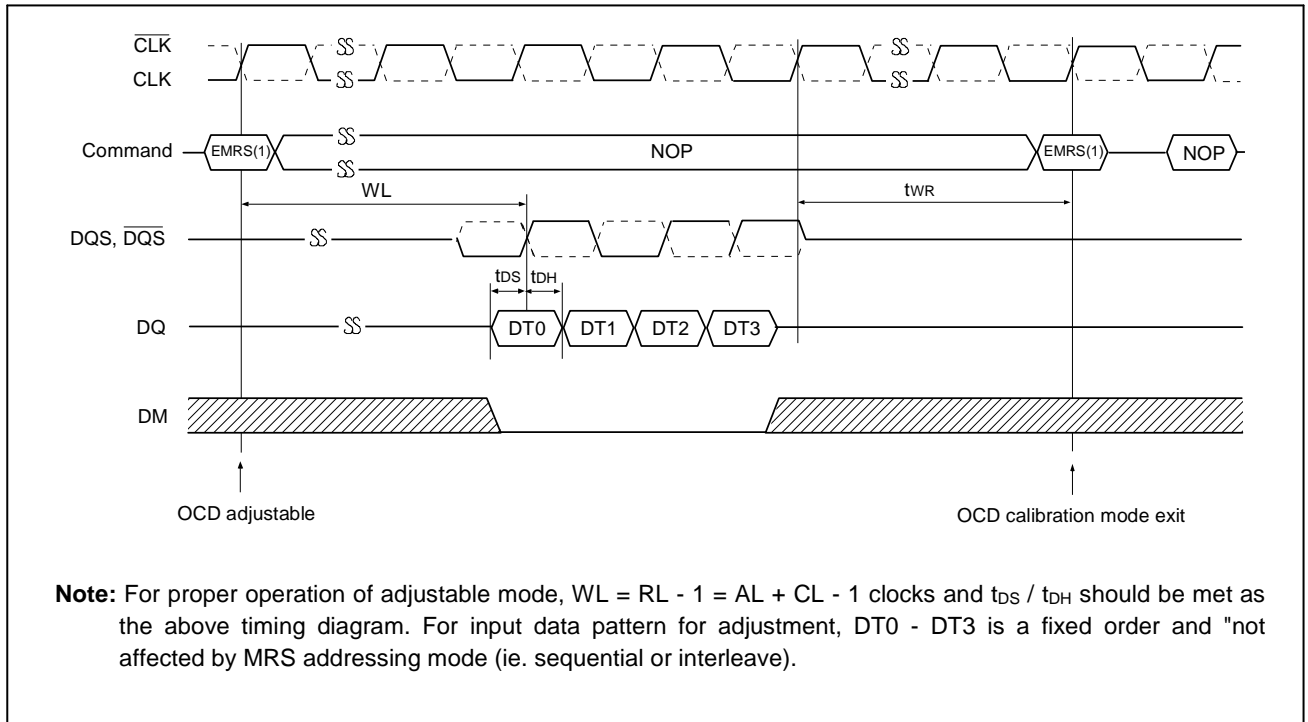 CLK
CLK
Command
EMRS(1)
NOP
EMRS(1)
NOP
WL
tWR
DQS, DQS
tDS
tDH
DQ
DT0
DT1
DT2
DT3
DM
OCD adjustable
OCD calibration mode exit
Note: For proper operation of adjustable mode, WL = RL - 1 = AL + CL - 1 clocks and tDS / tDH should be met as
the above timing diagram. For input data pattern for adjustment, DT0 - DT3 is a fixed order and "not
affected by MRS addressing mode (ie. sequential or interleave).